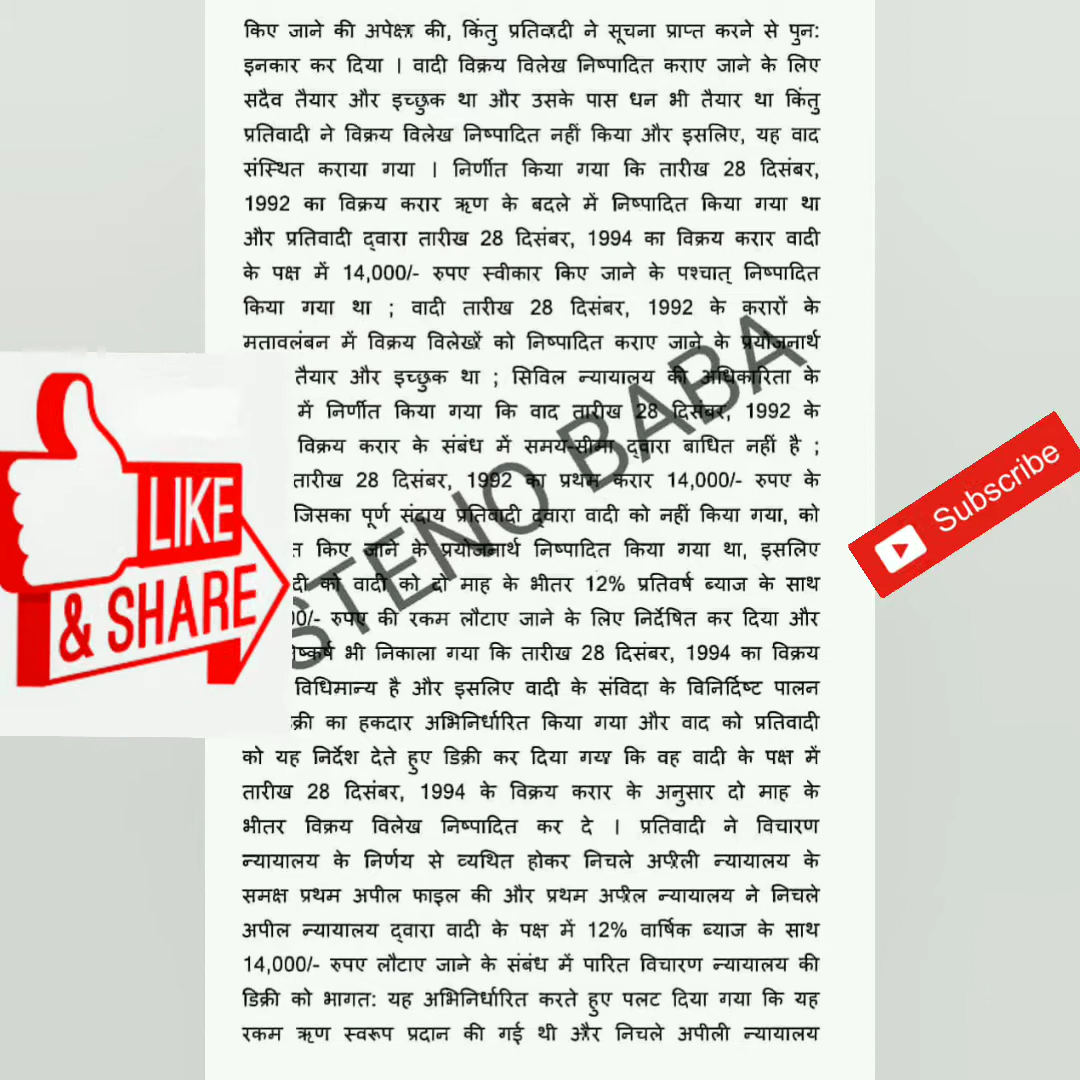 किए जाने की अपेक्षा की, किंतु प्रतिवादी ने सूचना प्राप्त करने से पुन:
इनकार कर दिया । वादी विक्रय विलेख निष्पादित कराए जाने के लिए
सदैव तैयार और इच्छुक था और उसके पास धन भी तैयार था किंतु
प्रतिवादी ने विक्रय विलेख निष्पादित नहीं किया और इसलिए, यह वाद
संस्थित कराया गया । निर्णीत किया गया कि तारीख 28 दिसंबर,
1992 का विक्रय करार ऋण के बदले में निष्पादित किया गया था
और प्रतिवादी द्वारा तारीख 28 दिसंबर, 1994 का विक्रय करार वादी
के पक्ष में 14,000/- रुपए स्वीकार किए जाने के पश्चात् निष्पादित
किया गया था ; वादी तारीख 28 दिसंबर, 1992 के करारों के
मतावलंबन में विक्रय विलेखों को निष्पादित कराए जाने के प्रयोजनार्थ
तैयार और इच्छुक था ; सिविल न्यायालय की अधिकारिता के
में निर्णीत किया गया कि वाद तारीख 28 दिसंबर, 1992 के
विक्रय करार के संबंध में समय-सीमा द्वारा बाधित नहीं है ;
तारीख 28 दिसंबर, 1992 का प्रथम करार 14,000/- रुपए के
जिसका पूर्ण संदाय प्रतिवादी द्वारा वादी को नहीं किया गया, को
किए जाने के प्रयोजनार्थ निष्पादित किया गया था, इसलिए
को वादी को दो माह के भीतर 12% प्रतिवर्ष ब्याज के साथ
रुपए की रकम लौटाए जाने के लिए निर्देषित कर दिया और
भी निकाला गया कि तारीख 28 दिसंबर, 1994 का विक्रय
विधिमान्य है और इसलिए वादी के संविदा के विनिर्दिष्ट पालन
का हकदार अभिनिर्धारित किया गया और वाद को प्रतिवादी
को यह निर्देश देते हुए डिक्री कर दिया गया कि वह वादी के पक्ष में
तारीख 28 दिसंबर, 1994 के विक्रय करार के अनुसार दो माह के
भीतर विक्रय विलेख निष्पादित कर दे । प्रतिवादी ने विचारण
न्यायालय के निर्णय से व्यथित होकर निचले अपीली न्यायालय के
समक्ष प्रथम अपील फाइल की और प्रथम अपील न्यायालय ने निचले
अपील न्यायालय द्वारा वादी के पक्ष में 12% वार्षिक ब्याज के साथ
14,000/- रुपए लौटाए जाने के संबंध में पारित विचारण न्यायालय की
डिक्री को भागत: यह अभिनिर्धारित करते हुए पलट दिया गया कि यह
रकम ऋण स्वरूप प्रदान की गई थी और निचले अपीली न्यायालय
STENO BABA
LIKE
& SHARE
Subscribe